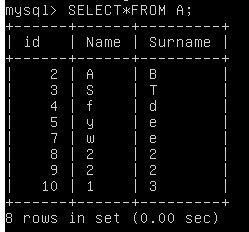 mysql> SELECT*FROM A;
+----+------+---------+
| id | Name | Surname |
+----+------+---------+
| 2 | A | B |
| 3 | S | T |
| 4 | f | d |
| 5 | y | e |
| 7 | w | e |
| 8 | 2 | 2 |
| 9 | 2 | 2 |
| 10 | 1 | 3 |
+----+------+---------+
8 rows in set (0.00 sec)